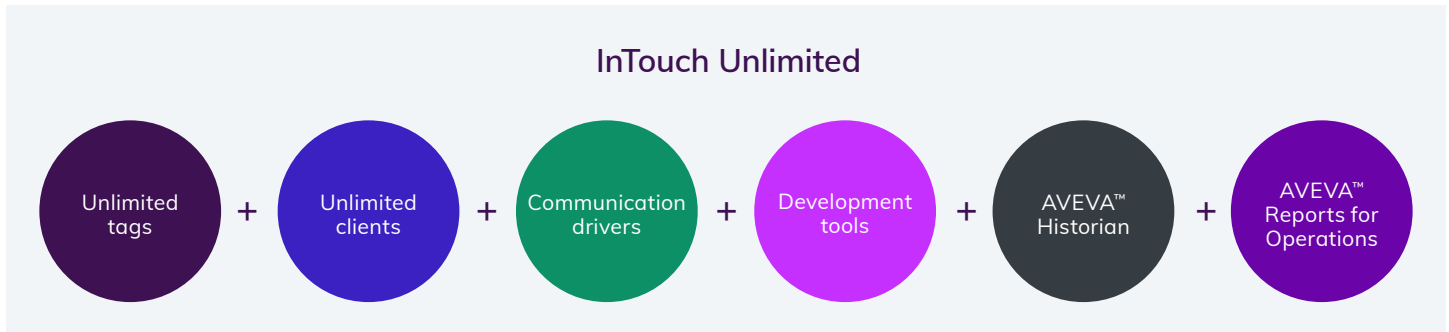 InTouch Unlimited
Unlimited
tags
+
Unlimited
clients
+
Communication
drivers
+
Development
tools
+
AVEVA™
Historian
+
AVEVA™
Reports for
Operations